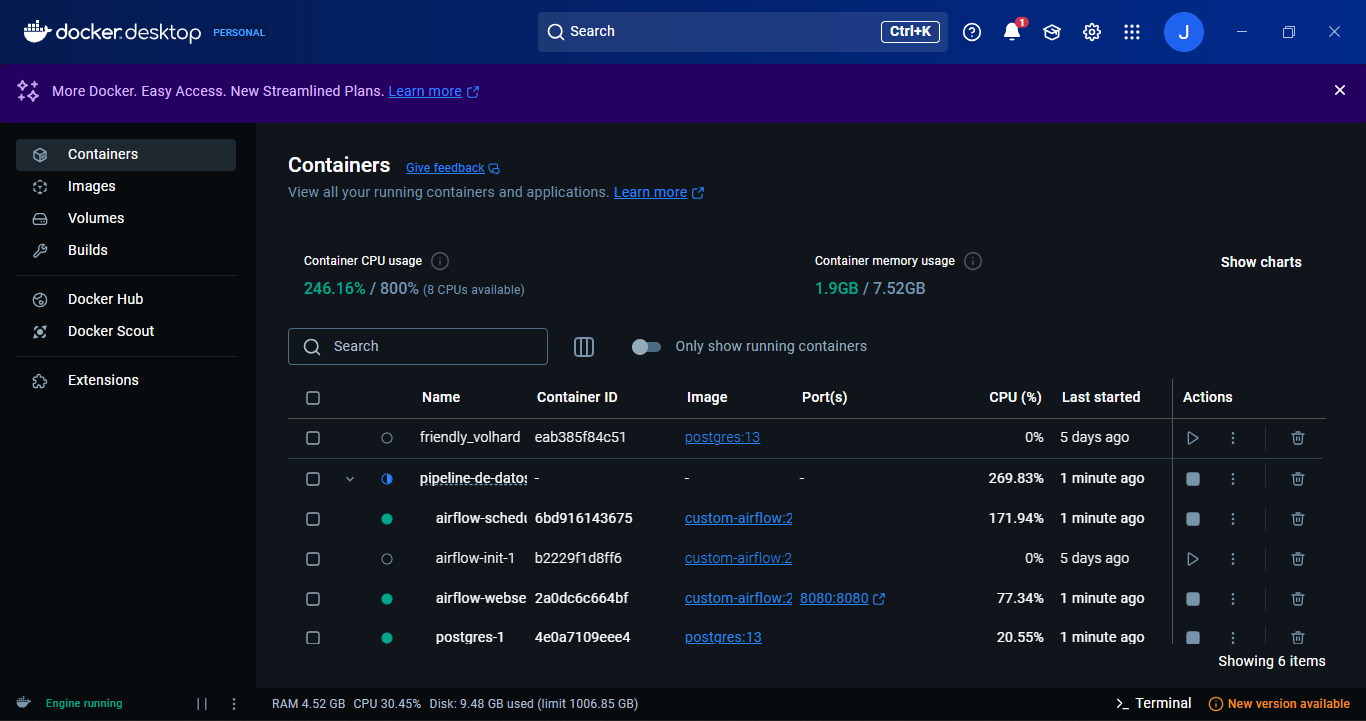 docker.desktop PERSONAL
Search Ctrl+K
1
J
More Docker. Easy Access. New Streamlined Plans. Learn more
Containers
Images
Volumes
Builds
Docker Hub
Docker Scout
Extensions
Containers Give feedback
View all your running containers and applications. Learn more
Container CPU usage
246.16% / 800% (8 CPUs available)
Container memory usage
1.9GB / 7.52GB
Show charts
Search
Only show running containers
Name Container ID Image Port(s) CPU (%) Last started Actions
friendly_volhard eab385f84c51 postgres:13 0% 5 days ago
pipeline-de-datos - - - 269.83% 1 minute ago
airflow-schedu 6bd916143675 custom-airflow:2 171.94% 1 minute ago
airflow-init-1 b2229f1d8ff6 custom-airflow:2 0% 5 days ago
airflow-webse 2a0dc6c664bf custom-airflow:2 8080:8080 77.34% 1 minute ago
postgres-1 4e0a7109eee4 postgres:13 20.55% 1 minute ago
Showing 6 items
Engine running
RAM 4.52 GB CPU 30.45% Disk: 9.48 GB used (limit 1006.85 GB)
Terminal
New version available